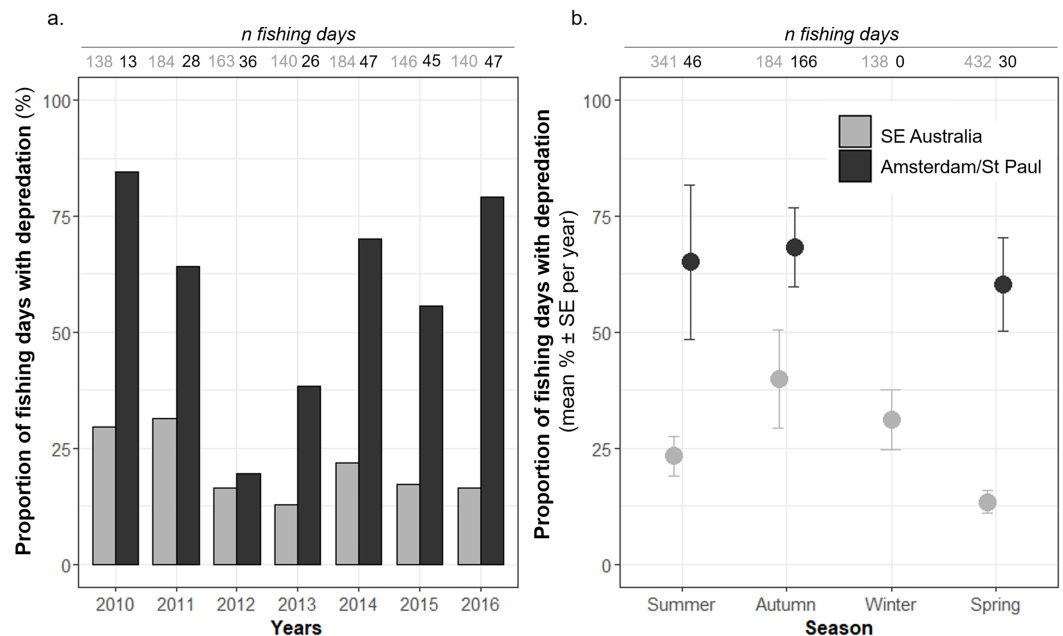 a.
n fishing days
138 13 184 28 163 36 140 26 184 47 146 45 140 47
Proportion of fishing days with depredation (%)
100
75
50
25
0
2010 2011 2012 2013 2014 2015 2016
Years
b.
n fishing days
341 46 184 166 138 0 432 30
Proportion of fishing days with depredation
(mean % ± SE per year)
100
75
50
25
0
SE Australia
Amsterdam/St Paul
Summer Autumn Winter Spring
Season